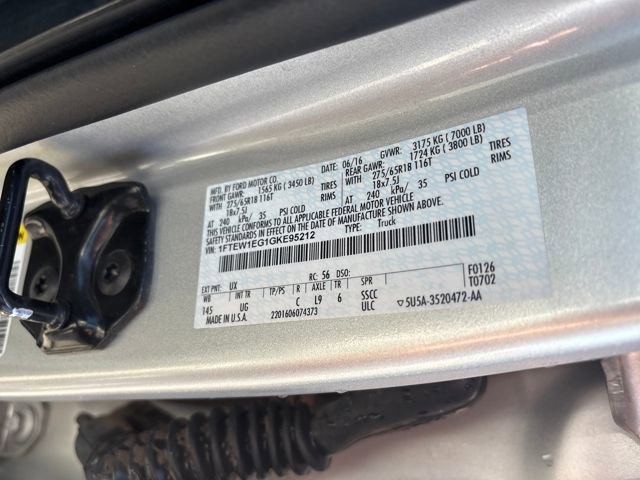 MFD. BY FORD MOTOR CO.
DATE: 06/16 GVWR: 3175 KG ( 7000 LB)
FRONT GAWR: 1565 KG ( 3450 LB) REAR GAWR: 1724 KG ( 3800 LB)
275/65R18 116T TIRES 275/65R18 116T TIRES
18x7.5J RIMS 18x7.5J RIMS
AT 240 kPa/ 35 PSI COLD AT 240 kPa/ 35 PSI COLD
THIS VEHICLE CONFORMS TO ALL APPLICABLE FEDERAL MOTOR VEHICLE
SAFETY STANDARDS IN EFFECT ON THE DATE OF MANUFACTURE SHOWN ABOVE.
VIN: 1FTEW1EG1GKE95212 TYPE: Truck
EXT PNT: UX RC: 56 DSO: F0126
WB INT TR TP/PS R AXLE TR SPR T0702
145 UG C L9 6 SSCC
MADE IN U.S.A. 2201606074373 ULC 5U5A-3520472-AA